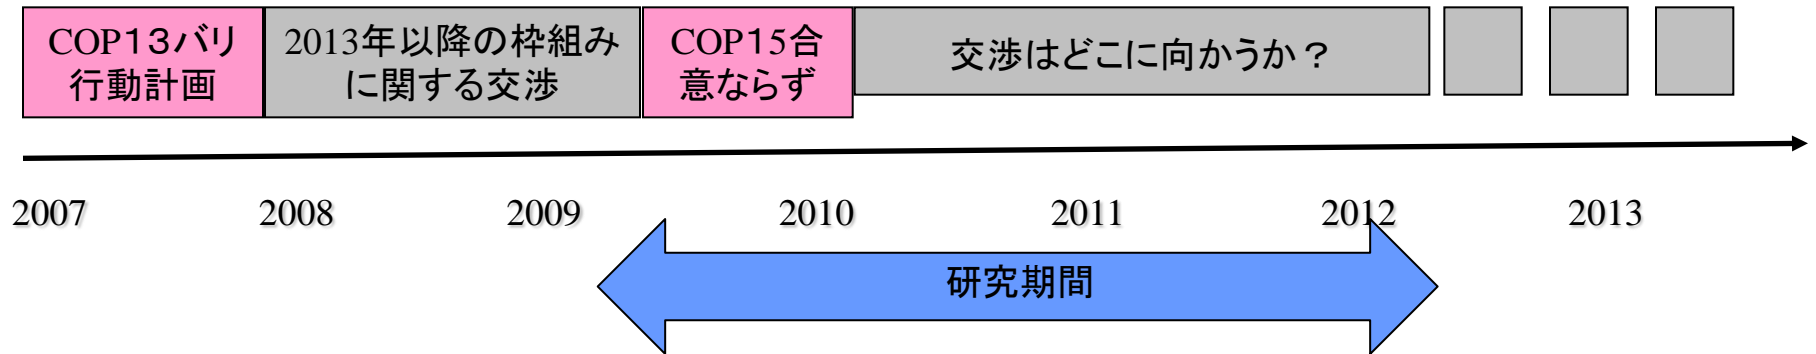 COP１３バリ
行動計画
2013年以降の枠組み
に関する交渉
COP１５合
意ならず
交渉はどこに向かうか？
2007
2008
2009
2010
2011
2012
2013
研究期間